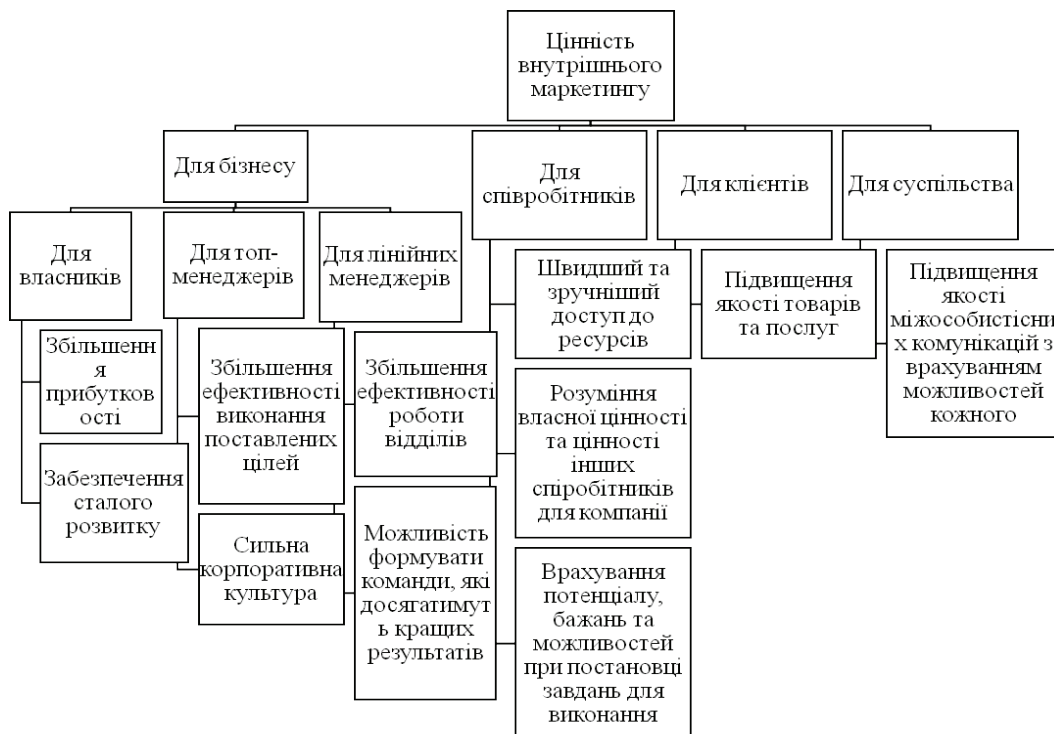 Цінність
внутрішнього
маркетингу
Для бізнесу
Для
співробітників
Для клієнтів
Для суспільства
Для
власників
Для топ-
менеджерів
Для лінійних
менеджерів
Збільшенн
я
прибутков
ості
Забезпечення
сталого
розвитку
Збільшення
ефективності
виконання
поставлених
цілей
Сильна
корпоративна
культура
Збільшення
ефективності
роботи
відділів
Можливість
формувати
команди, які
досягатимут
ь кращих
результатів
Швидший та
зручніший
доступ до
ресурсів
Розуміння
власної цінності
та цінності
інших
спіробітників
для компанії
Врахування
потенціалу,
бажань та
можливостей
при постановці
завдань для
виконання
Підвищення
якості товарів
та послуг
Підвищення
якості
міжособистісни
х комунікацій з
врахуванням
можливостей
кожного